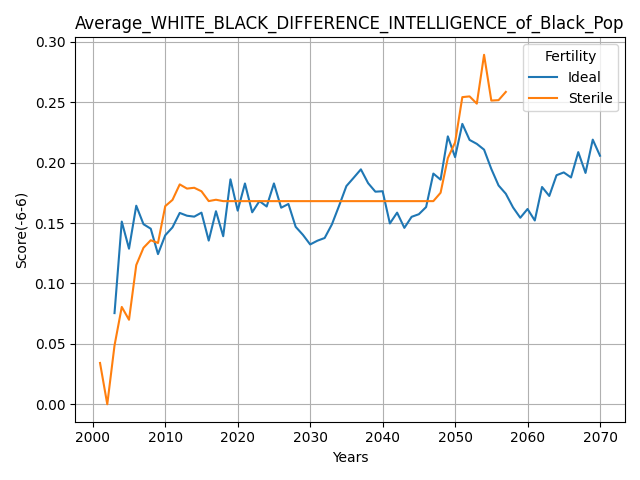 Average_WHITE_BLACK_DIFFERENCE_INTELLIGENCE_of_Black_Pop
0.30
0.25
0.20
0.15
0.10
0.05
0.00
Score(-6-6)
Fertility
Ideal
Sterile
2000 2010 2020 2030 2040 2050 2060 2070
Years